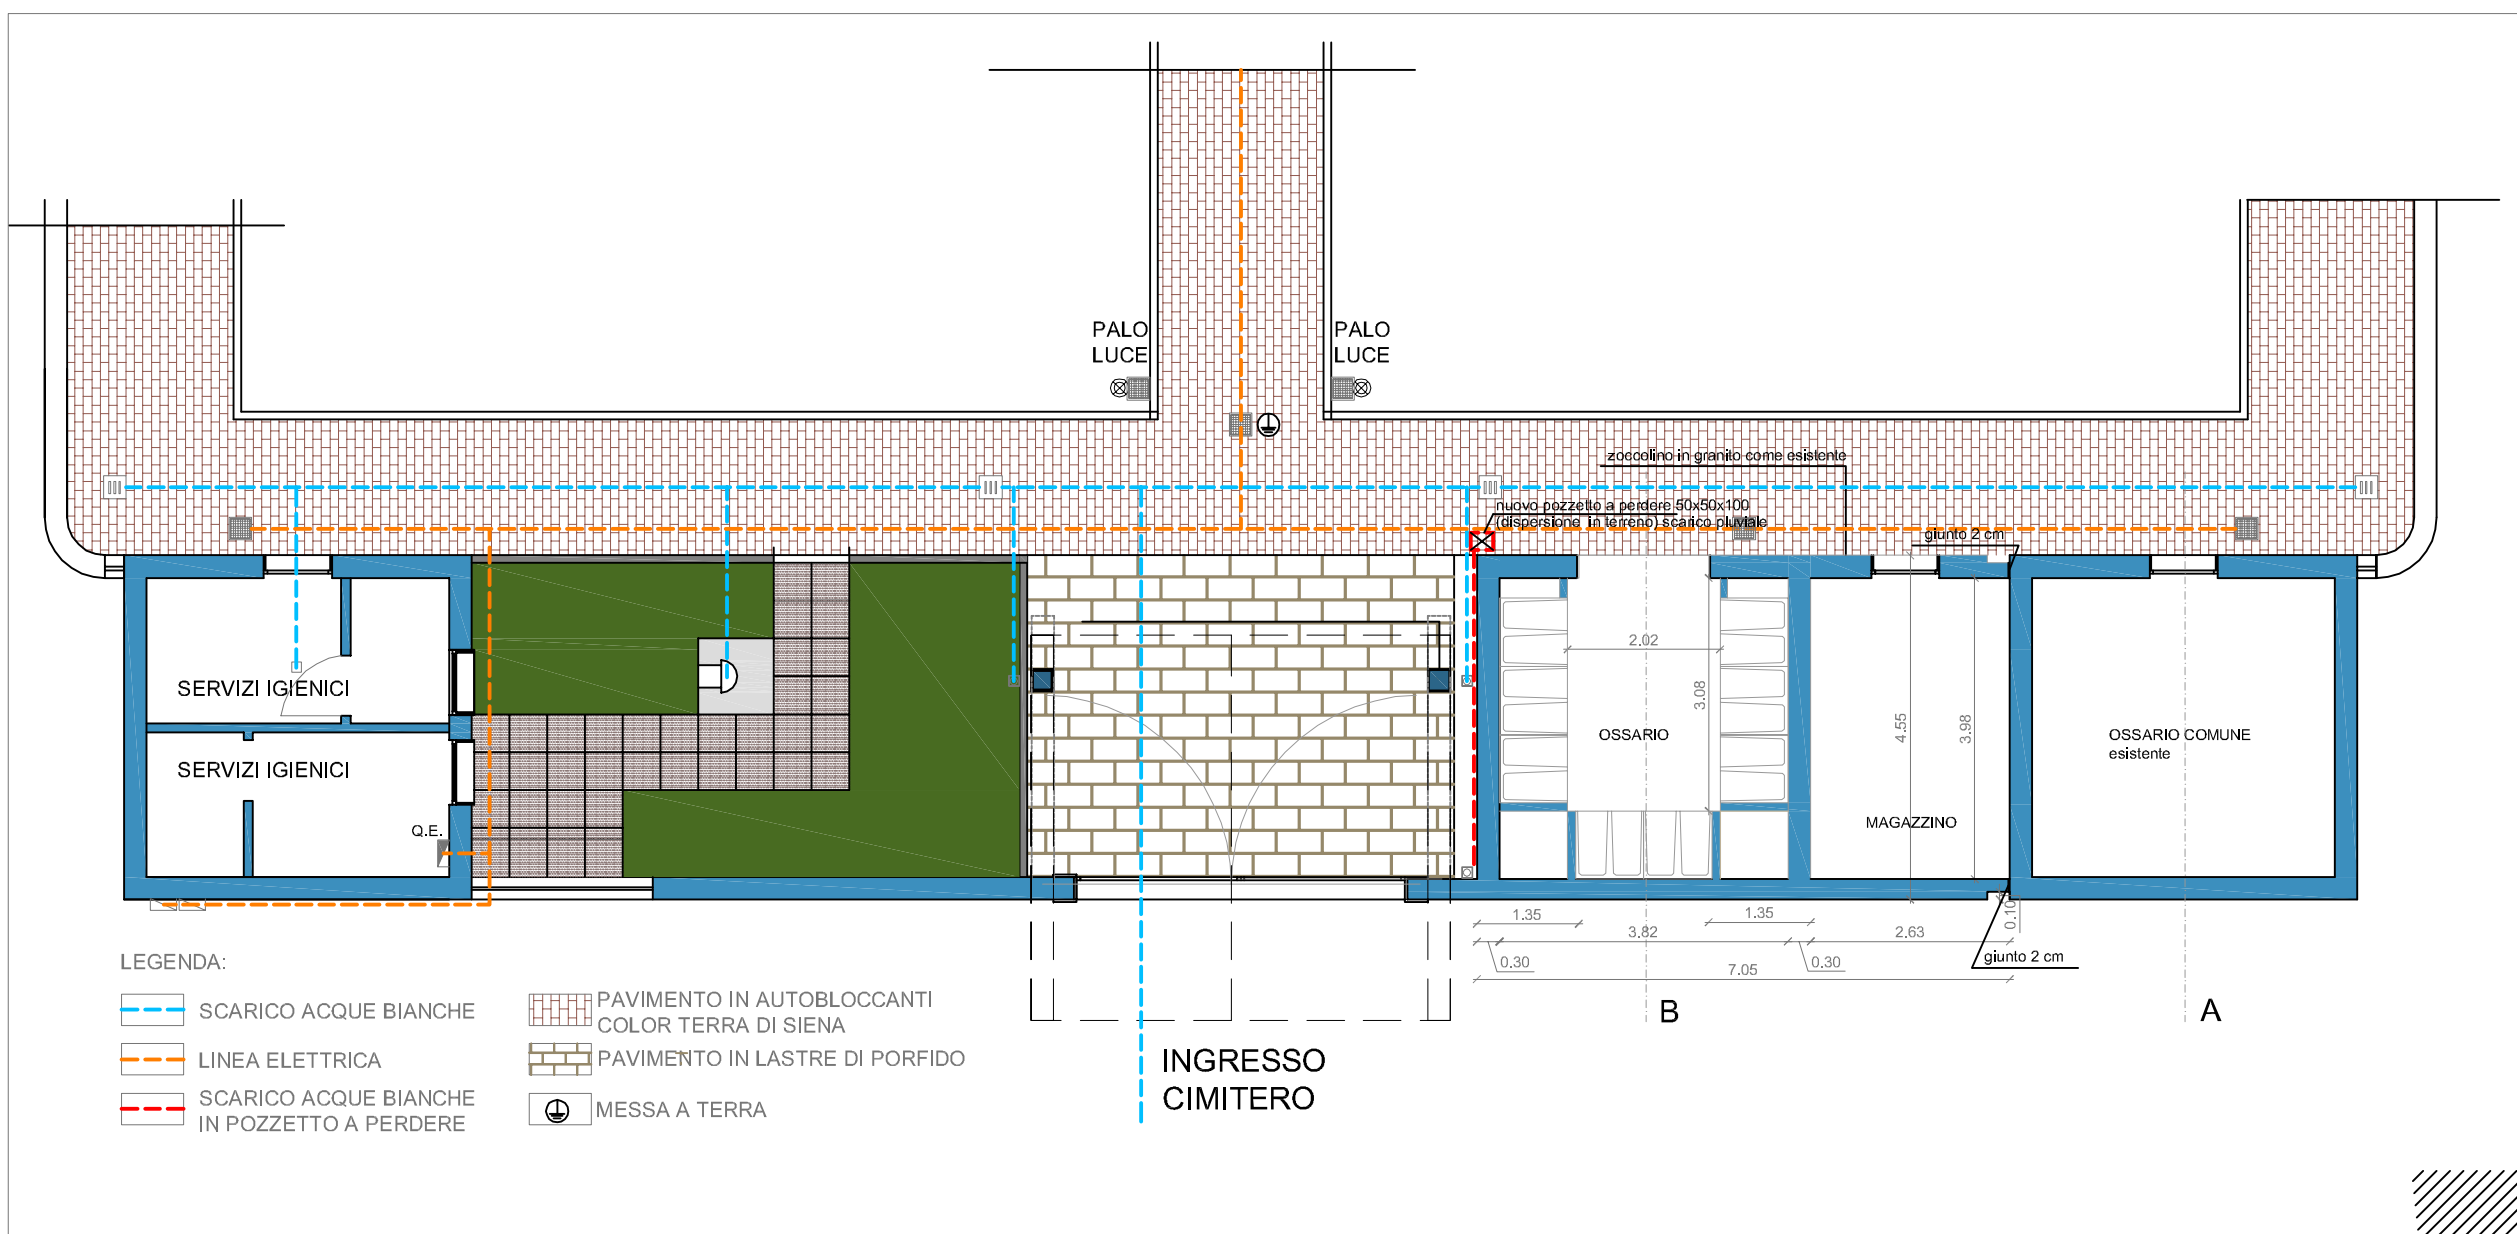 PALO
LUCE
PALO
LUCE
zoccolino in granito come esistente
nuovo pozzetto a perdere 50x50x100
(dispersione in terreno) scarico pluviale
giunto 2 cm
SERVIZI IGIENICI
SERVIZI IGIENICI
Q.E.
2.02
3.08
OSSARIO
4.55
3.98
MAGAZZINO
OSSARIO COMUNE
esistente
1.35
1.35
0.10
3.82
2.63
0.30
0.30
7.05
giunto 2 cm
B
A
INGRESSO
CIMITERO
LEGENDA:
SCARICO ACQUE BIANCHE
LINEA ELETTRICA
SCARICO ACQUE BIANCHE
IN POZZETTO A PERDERE
PAVIMENTO IN AUTOBLOCCANTI
COLOR TERRA DI SIENA
PAVIMENTO IN LASTRE DI PORFIDO
MESSA A TERRA